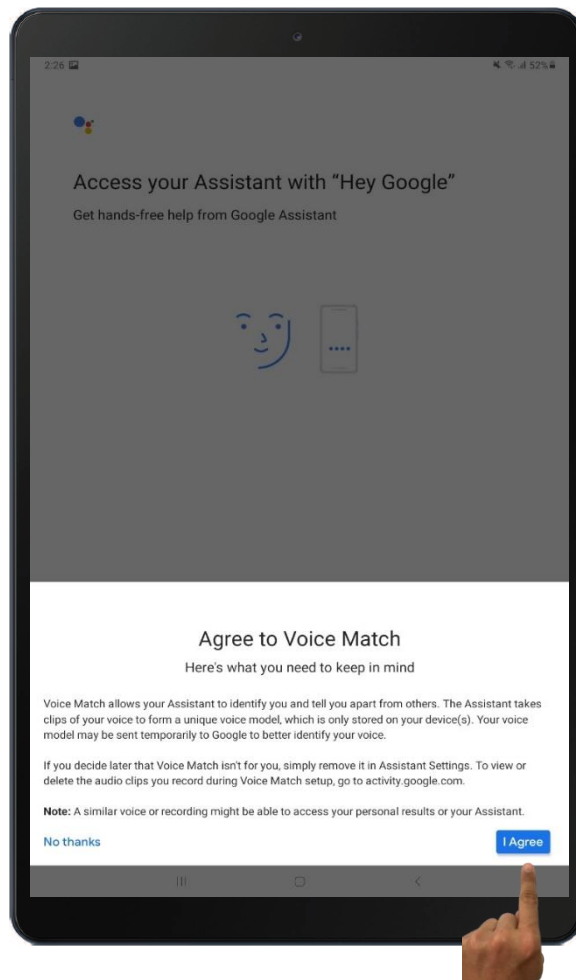 2:26 52%
Access your Assistant with “Hey Google”
Get hands-free help from Google Assistant
Agree to Voice Match
Here's what you need to keep in mind
Voice Match allows your Assistant to identify you and tell you apart from others. The Assistant takes
clips of your voice to form a unique voice model, which is only stored on your device(s). Your voice
model may be sent temporarily to Google to better identify your voice.
If you decide later that Voice Match isn't for you, simply remove it in Assistant Settings. To view or
delete the audio clips you record during Voice Match setup, go to activity.google.com.
Note: A similar voice or recording might be able to access your personal results or your Assistant.
No thanks
I Agree